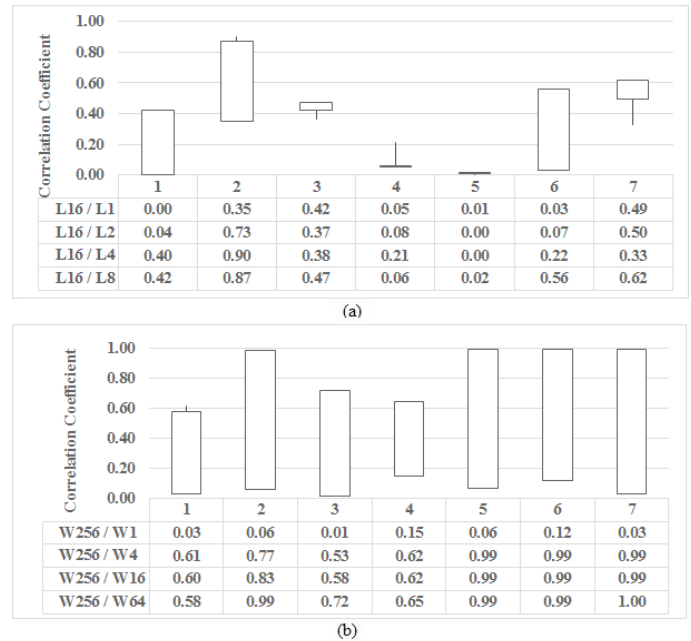 Correlation Coefficient
1.00
0.80
0.60
0.40
0.20
0.00
1 2 3 4 5 6 7
L16 / L1 0.00 0.35 0.42 0.05 0.01 0.03 0.49
L16 / L2 0.04 0.73 0.37 0.08 0.00 0.07 0.50
L16 / L4 0.40 0.90 0.38 0.21 0.00 0.22 0.33
L16 / L8 0.42 0.87 0.47 0.06 0.02 0.56 0.62
(a)
Correlation Coefficient
1.00
0.80
0.60
0.40
0.20
0.00
1 2 3 4 5 6 7
W256 / W1 0.03 0.06 0.01 0.15 0.06 0.12 0.03
W256 / W4 0.61 0.77 0.53 0.62 0.99 0.99 0.99
W256 / W16 0.60 0.83 0.58 0.62 0.99 0.99 0.99
W256 / W64 0.58 0.99 0.72 0.65 0.99 0.99 1.00
(b)